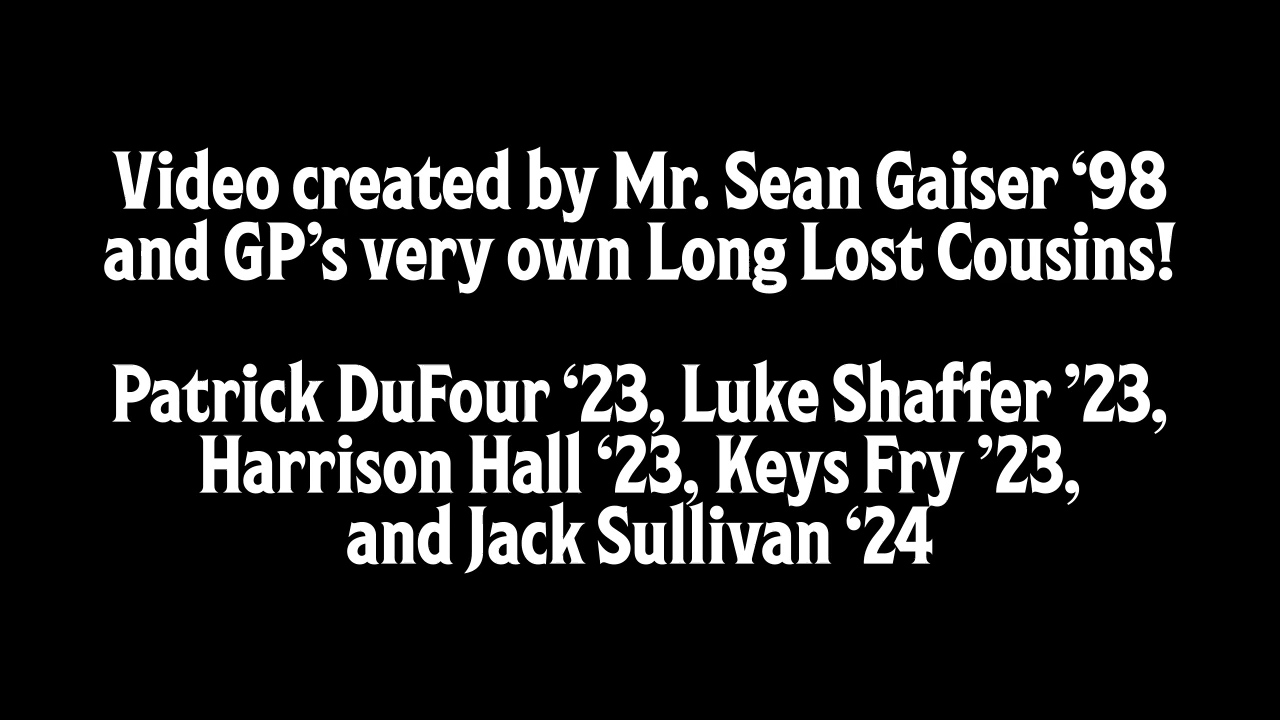 Video created by Mr. Sean Gaiser ‘98
and GP’s very own Long Lost Cousins!
Patrick DuFour ‘23, Luke Shaffer ’23,
Harrison Hall ‘23, Keys Fry ’23,
and Jack Sullivan ‘24